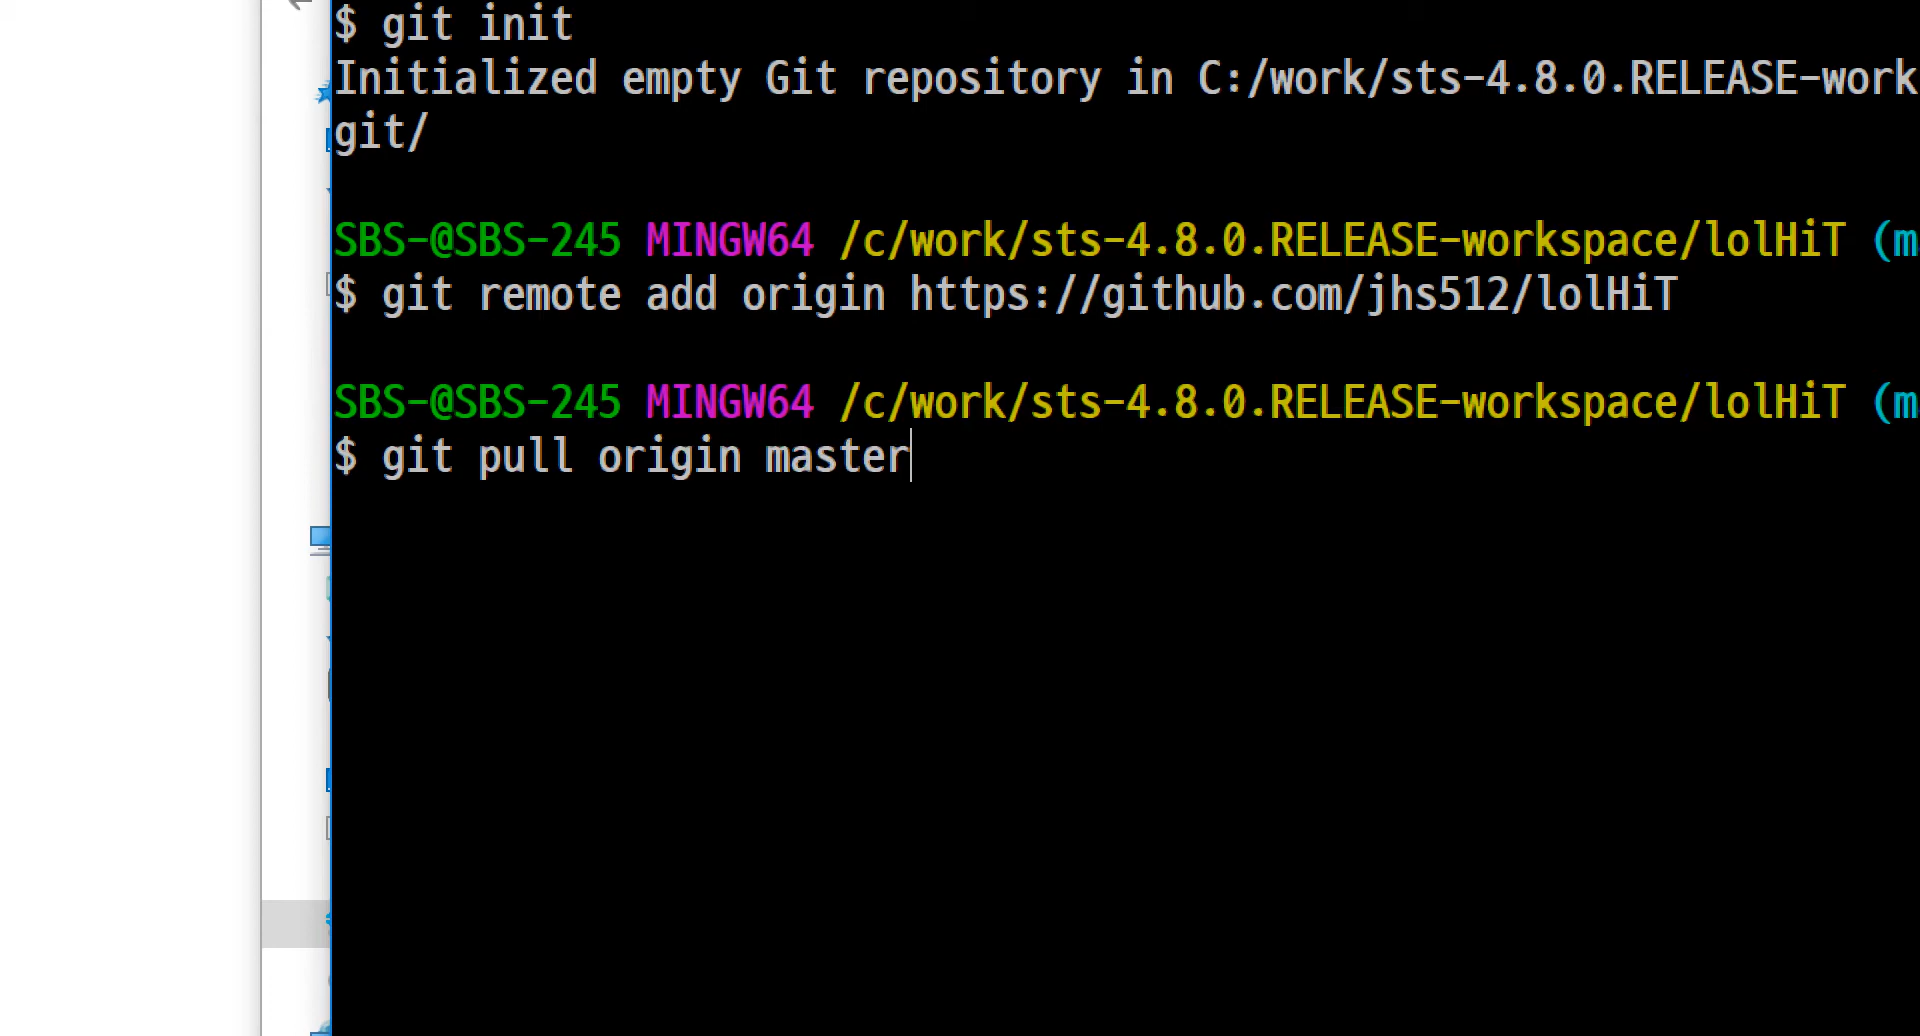 $ git init
Initialized empty Git repository in C:/work/sts-4.8.0.RELEASE-work
git/
SBS-@SBS-245 MINGW64 /c/work/sts-4.8.0.RELEASE-workspace/lolHiT (m
$ git remote add origin https://github.com/jhs512/lolHiT
SBS-@SBS-245 MINGW64 /c/work/sts-4.8.0.RELEASE-workspace/lolHiT (m
$ git pull origin master